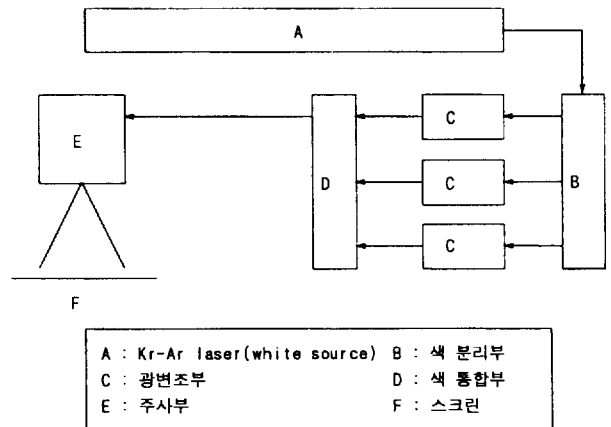 A
C
E
C
D
B
C
F
A : Kr-Ar laser(white source) B : 색 분리부
C : 광변조부 D : 색 통합부
E : 주사부 F : 스크린